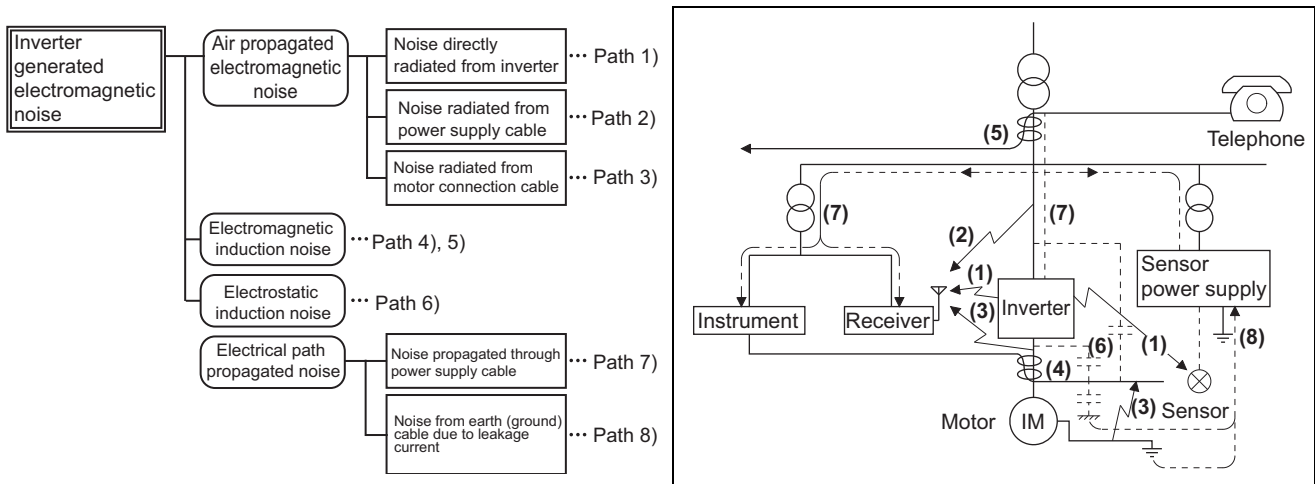 Inverter
generated
electromagnetic
noise
Air propagated
electromagnetic
noise
Noise directly
radiated from inverter
··· Path 1)
Noise radiated from
power supply cable
··· Path 2)
Noise radiated from
motor connection cable
··· Path 3)
Electromagnetic
induction noise
···Path 4), 5)
Electrostatic
induction noise
··· Path 6)
Electrical path
propagated noise
Noise propagated through
power supply cable
··· Path 7)
Noise from earth (ground)
cable due to leakage
current
··· Path 8)
(5)
Telephone
(7)
(7)
(2)
(1)
(3)
Sensor
power supply
Instrument
Receiver
Inverter
(6)
(1)
(8)
(4)
(3)
Sensor
Motor
IM